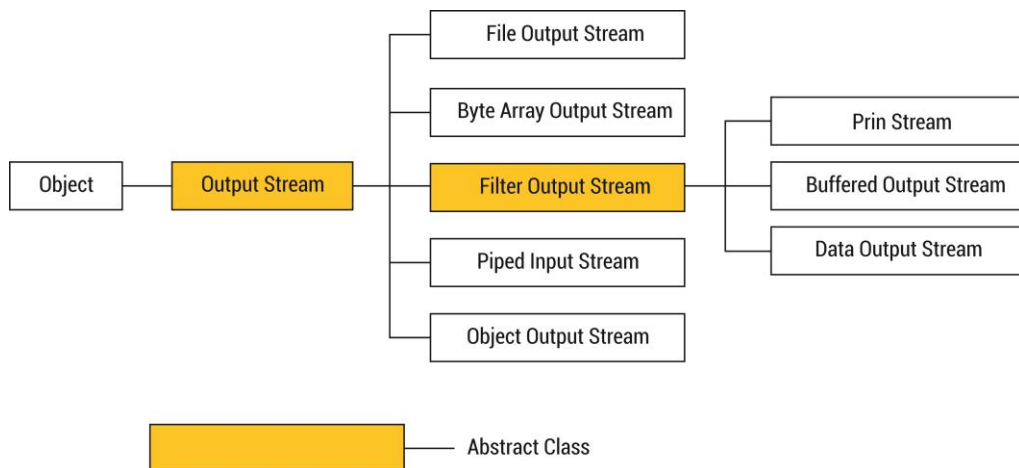 Object
Output Stream
File Output Stream
Byte Array Output Stream
Filter Output Stream
Piped Input Stream
Object Output Stream
Prin Stream
Buffered Output Stream
Data Output Stream
Abstract Class